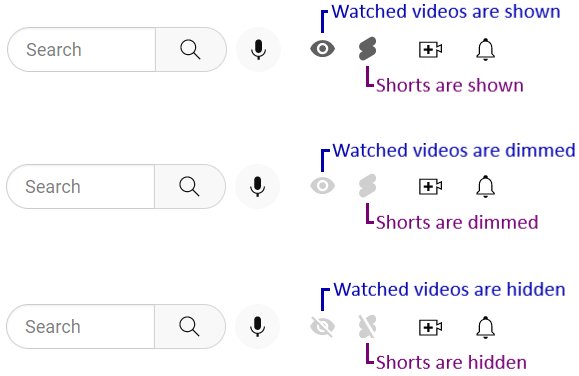 Watched videos are shown
Search
Shorts are shown
Watched videos are dimmed
Search
Shorts are dimmed
Watched videos are hidden
Search
Shorts are hidden